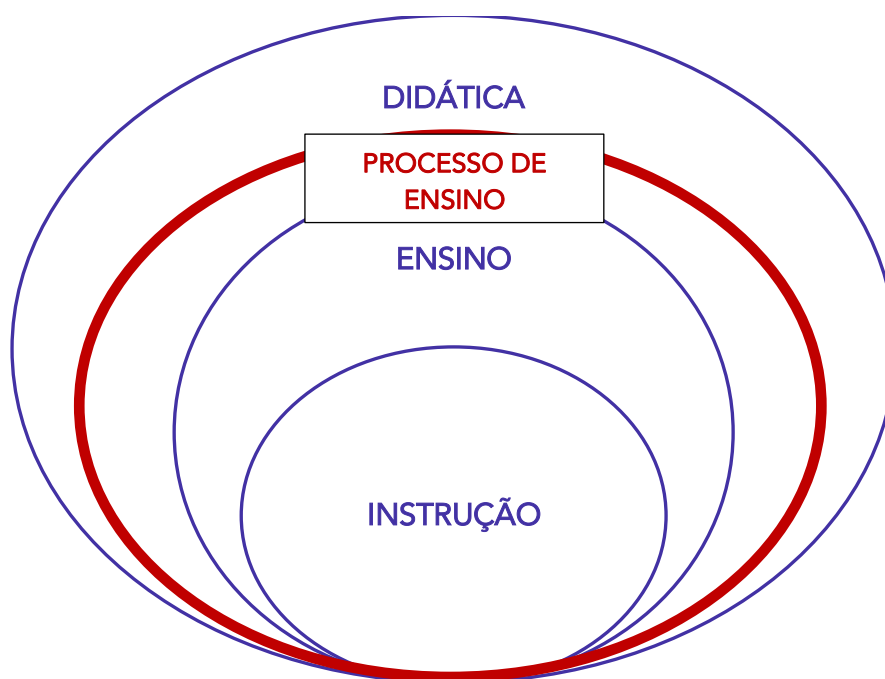 DIDÁTICA
PROCESSO DE
ENSINO
ENSINO
INSTRUÇÃO